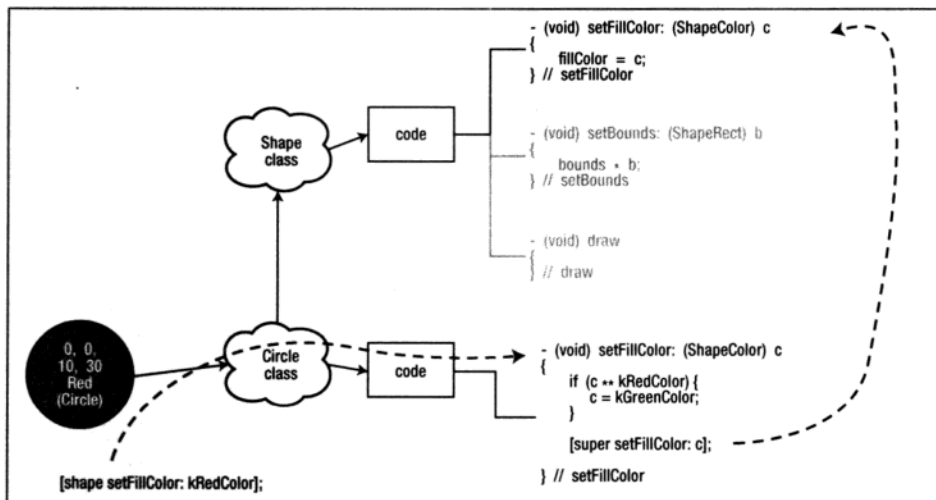 - (void) setFillColor: (ShapeColor) c
{
fillColor = c;
} // setFillColor
Shape
class
code
- (void) setBounds: (ShapeRect) b
{
bounds * b;
} // setBounds
- (void) draw
{
} // draw
0, 0,
10, 30
Red
(Circle)
Circle
class
code
- (void) setFillColor: (ShapeColor) c
{
if (c ** kRedColor) {
c = kGreenColor;
}
[super setFillColor: c];
} // setFillColor
[shape setFillColor: kRedColor];